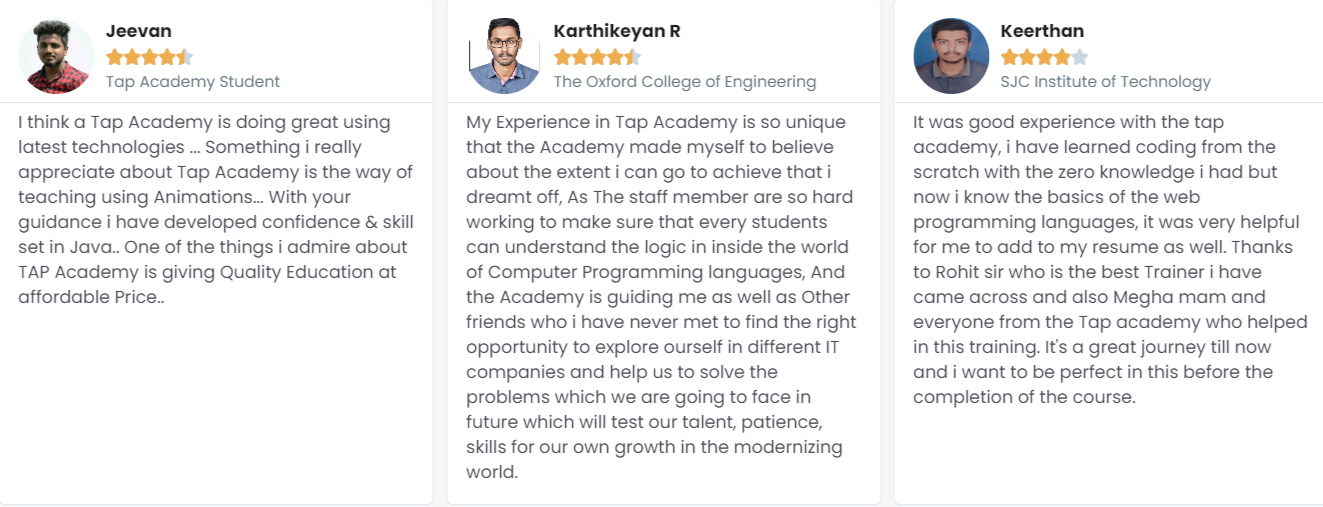 Jeevan
Tap Academy Student
I think a Tap Academy is doing great using
latest technologies ... Something i really
appreciate about Tap Academy is the way of
teaching using Animations... With your
guidance i have developed confidence & skill
set in Java.. One of the things i admire about
TAP Academy is giving Quality Education at
affordable Price..
Karthikeyan R
The Oxford College of Engineering
My Experience in Tap Academy is so unique
that the Academy made myself to believe
about the extent i can go to achieve that i
dreamt off, As The staff member are so hard
working to make sure that every students
can understand the logic in inside the world
of Computer Programming languages, And
the Academy is guiding me as well as Other
friends who i have never met to find the right
opportunity to explore ourself in different IT
companies and help us to solve the
problems which we are going to face in
future which will test our talent, patience,
skills for our own growth in the modernizing
world.
Keerthan
SJC Institute of Technology
It was good experience with the tap
academy, i have learned coding from the
scratch with the zero knowledge i had but
now i know the basics of the web
programming languages, it was very helpful
for me to add to my resume as well. Thanks
to Rohit sir who is the best Trainer i have
came across and also Megha mam and
everyone from the Tap academy who helped
in this training. It's a great journey till now
and i want to be perfect in this before the
completion of the course.